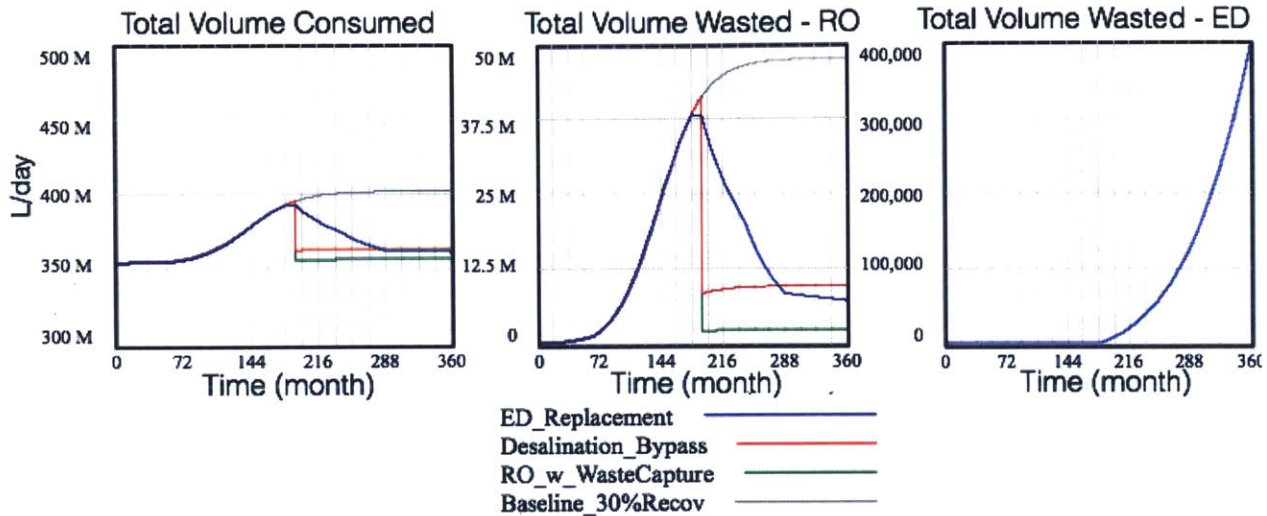 Total Volume Consumed
500 M
450 M
400 M
350 M
300 M
L/day
0 72 144 216 288 360
Time (month)
Total Volume Wasted - RO
50 M
37.5 M
25 M
12.5 M
0
0 72 144 216 288 360
Time (month)
Total Volume Wasted - ED
400,000
300,000
200,000
100,000
0
0 72 144 216 288 360
Time (month)
ED_Replacement
Desalination_Bypass
RO_w_WasteCapture
Baseline_30%Recov